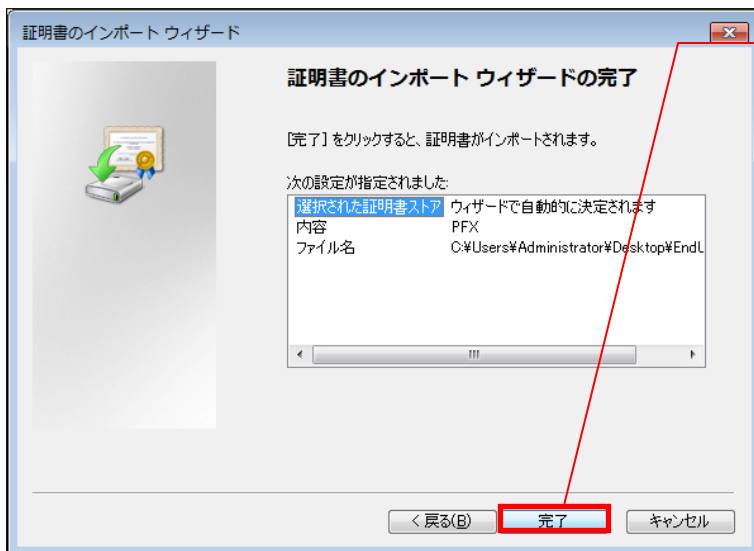 証明書のインポート ウィザード
証明書のインポート ウィザードの完了
[完了] をクリックすると、証明書がインポートされます。
次の設定が指定されました:
選択された証明書ストア ウィザードで自動的に決定されます
内容 PFX
ファイル名 C:¥Users¥Administrator¥Desktop¥EndU
< 戻る(B) 完了 キャンセル